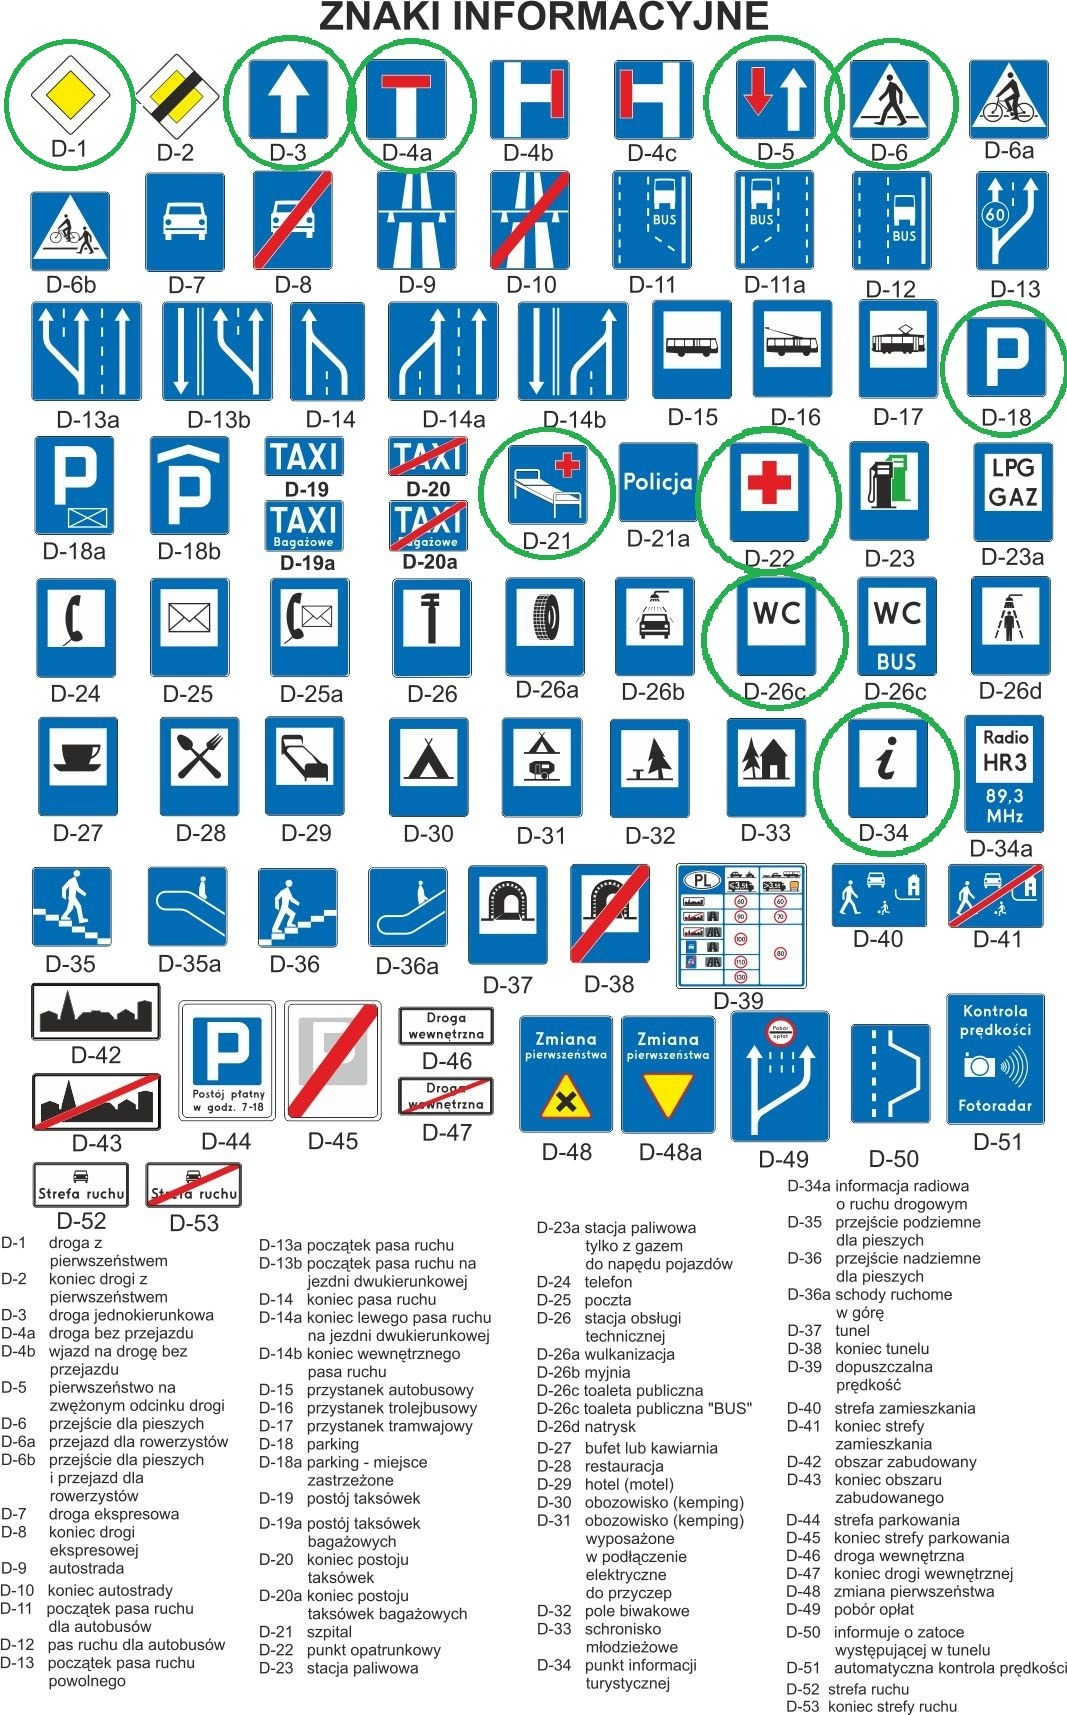 ZNAKI INFORMACYJNE
D-1 D-2 D-3 D-4a D-4b D-4c D-5 D-6 D-6a
BUS BUS BUS 60
D-6b D-7 D-8 D-9 D-10 D-11 D-11a D-12 D-13
P
D-13a D-13b D-14 D-14a D-14b D-15 D-16 D-17 D-18
P P TAXI TAXI Policja LPG
GAZ
D-19 D-20
TAXI TAXI
Bagażowe Bagażowe
D-18a D-18b D-19a D-20a D-21 D-21a D-22 D-23 D-23a
WC WC
BUS
D-24 D-25 D-25a D-26 D-26a D-26b D-26c D-26c D-26d
i Radio
HR3
89,3
MHz
D-27 D-28 D-29 D-30 D-31 D-32 D-33 D-34 D-34a
PL
3,5t 3,5t
60 60
90 70
100
80
110
130
D-35 D-35a D-36 D-36a D-37 D-38 D-39 D-40 D-41
D-42
D-43
P
Postój płatny
w godz. 7-18
D-44
P
D-45
Droga
wewnętrzna
D-46
Droga
wewnętrzna
D-47
Zmiana
pierwszeństwa
D-48
Zmiana
pierwszeństwa
D-48a
Pobór
opłat
D-49
D-50
Kontrola
prędkości
Fotoradar
D-51
Strefa ruchu
D-52
Strefa ruchu
D-53
D-1 droga z
pierwszeństwem
D-2 koniec drogi z
pierwszeństwem
D-3 droga jednokierunkowa
D-4a droga bez przejazdu
D-4b wjazd na drogę bez
przejazdu
D-5 pierwszeństwo na
zwężonym odcinku drogi
D-6 przejście dla pieszych
D-6a przejazd dla rowerzystów
D-6b przejście dla pieszych
i przejazd dla
rowerzystów
D-7 droga ekspresowa
D-8 koniec drogi
ekspresowej
D-9 autostrada
D-10 koniec autostrady
D-11 początek pasa ruchu
dla autobusów
D-12 pas ruchu dla autobusów
D-13 początek pasa ruchu
powolnego
D-13a początek pasa ruchu
D-13b początek pasa ruchu na
jezdni dwukierunkowej
D-14 koniec pasa ruchu
D-14a koniec lewego pasa ruchu
na jezdni dwukierunkowej
D-14b koniec wewnętrznego
pasa ruchu
D-15 przystanek autobusowy
D-16 przystanek trolejbusowy
D-17 przystanek tramwajowy
D-18 parking
D-18a parking - miejsce
zastrzeżone
D-19 postój taksówek
D-19a postój taksówek
bagażowych
D-20 koniec postoju
taksówek
D-20a koniec postoju
taksówek bagażowych
D-21 szpital
D-22 punkt opatrunkowy
D-23 stacja paliwowa
D-23a stacja paliwowa
tylko z gazem
do napędu pojazdów
D-24 telefon
D-25 poczta
D-26 stacja obsługi
technicznej
D-26a wulkanizacja
D-26b myjnia
D-26c toaleta publiczna
D-26c toaleta publiczna "BUS"
D-26d natrysk
D-27 bufet lub kawiarnia
D-28 restauracja
D-29 hotel (motel)
D-30 obozowisko (kemping)
D-31 obozowisko (kemping)
wyposażone
w podłączenie
elektryczne
do przyczep
D-32 pole biwakowe
D-33 schronisko
młodzieżowe
D-34 punkt informacji
turystycznej
D-34a informacja radiowa
o ruchu drogowym
D-35 przejście podziemne
dla pieszych
D-36 przejście nadziemne
dla pieszych
D-36a schody ruchome
w górę
D-37 tunel
D-38 koniec tunelu
D-39 dopuszczalna
prędkość
D-40 strefa zamieszkania
D-41 koniec strefy
zamieszkania
D-42 obszar zabudowany
D-43 koniec obszaru
zabudowanego
D-44 strefa parkowania
D-45 koniec strefy parkowania
D-46 droga wewnętrzna
D-47 koniec drogi wewnętrznej
D-48 zmiana pierwszeństwa
D-49 pobór opłat
D-50 informuje o zatoce
występującej w tunelu
D-51 automatyczna kontrola prędkości
D-52 strefa ruchu
D-53 koniec strefy ruchu